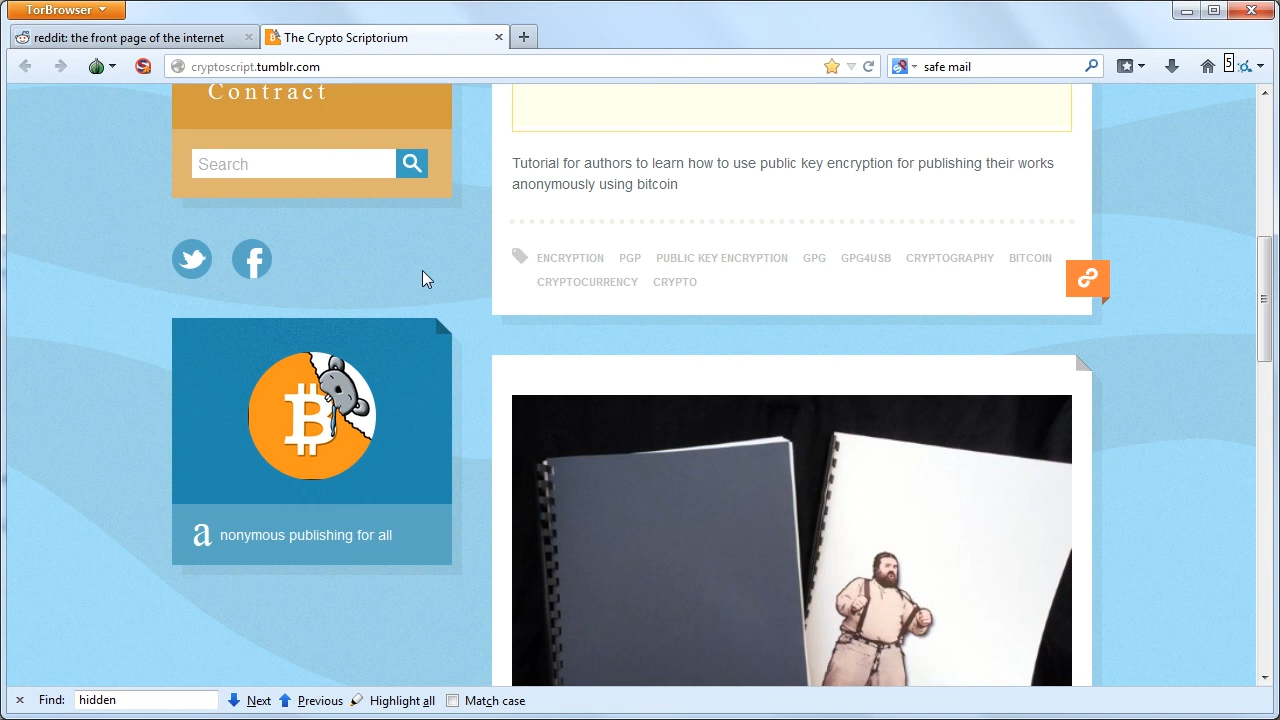 TorBrowser
reddit: the front page of the internet
The Crypto Scriptorium
cryptoscript.tumblr.com
safe mail
5
Contract
Search
Tutorial for authors to learn how to use public key encryption for publishing their works
anonymously using bitcoin
ENCRYPTION PGP PUBLIC KEY ENCRYPTION GPG GPG4USB CRYPTOGRAPHY BITCOIN
CRYPTOCURRENCY CRYPTO
anonymous publishing for all
Find: hidden Next Previous Highlight all Match case